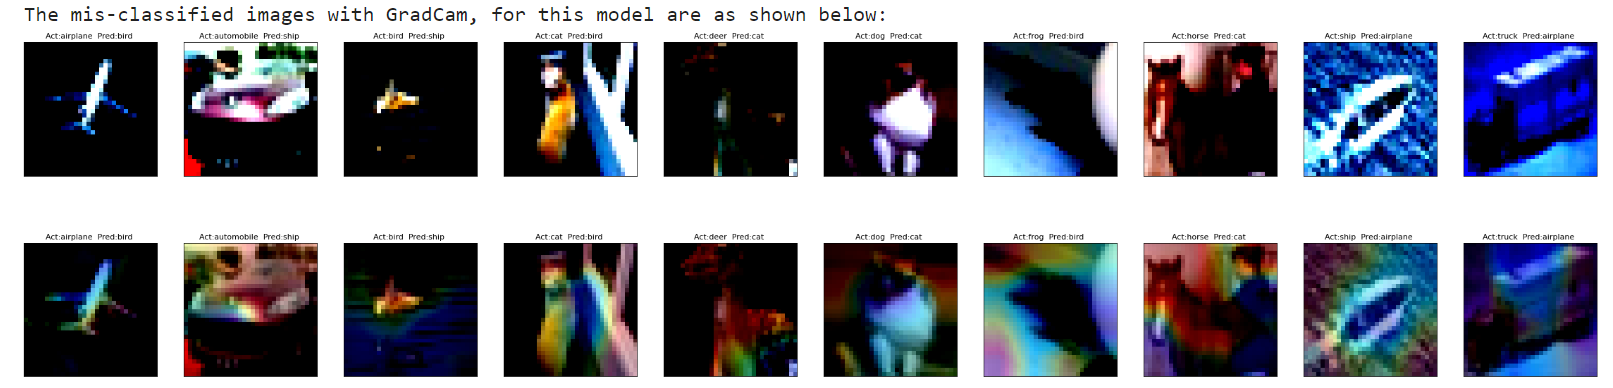 The mis-classified images with GradCam, for this model are as shown below:
Act:airplane Pred:bird
Act:automobile Pred:ship
Act:bird Pred:ship
Act:cat Pred:bird
Act:deer Pred:cat
Act:dog Pred:cat
Act:frog Pred:bird
Act:horse Pred:cat
Act:ship Pred:airplane
Act:truck Pred:airplane
Act:airplane Pred:bird
Act:automobile Pred:ship
Act:bird Pred:ship
Act:cat Pred:bird
Act:deer Pred:cat
Act:dog Pred:cat
Act:frog Pred:bird
Act:horse Pred:cat
Act:ship Pred:airplane
Act:truck Pred:airplane